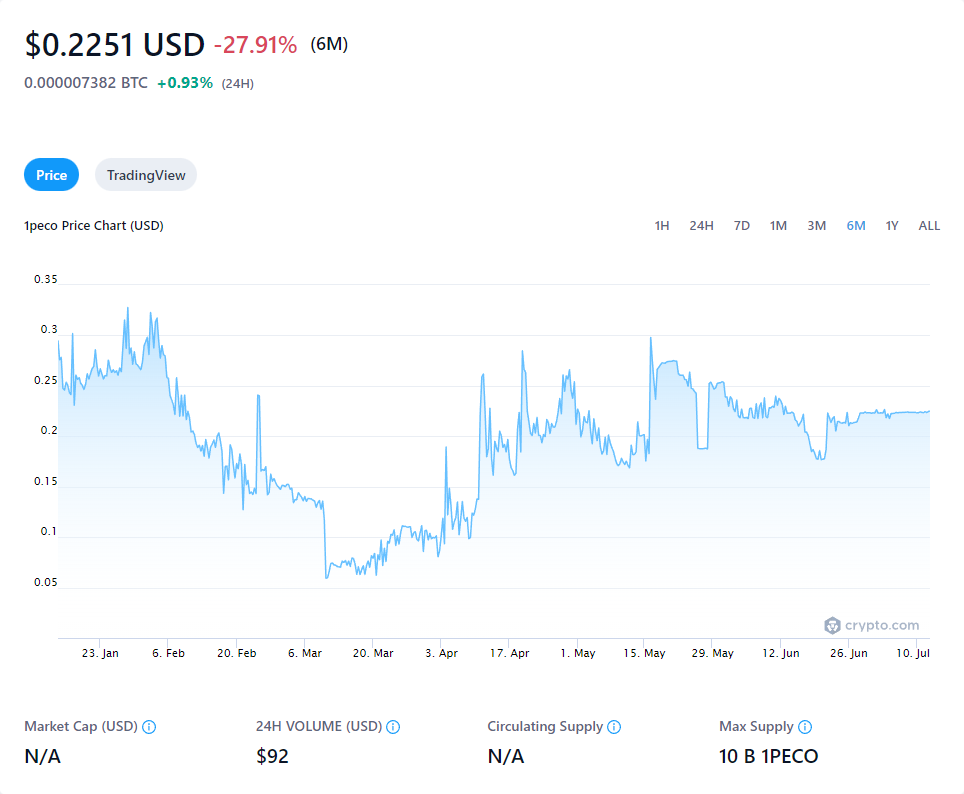 $0.2251 USD -27.91% (6M)
0.000007382 BTC +0.93% (24H)
Price TradingView
1peco Price Chart (USD) 1H 24H 7D 1M 3M 6M 1Y ALL
0.35
0.3
0.25
0.2
0.15
0.1
0.05
crypto.com
23. Jan 6. Feb 20. Feb 6. Mar 20. Mar 3. Apr 17. Apr 1. May 15. May 29. May 12. Jun 26. Jun 10. Jul
Market Cap (USD) 24H VOLUME (USD) Circulating Supply Max Supply
N/A $92 N/A 10 B 1PECO